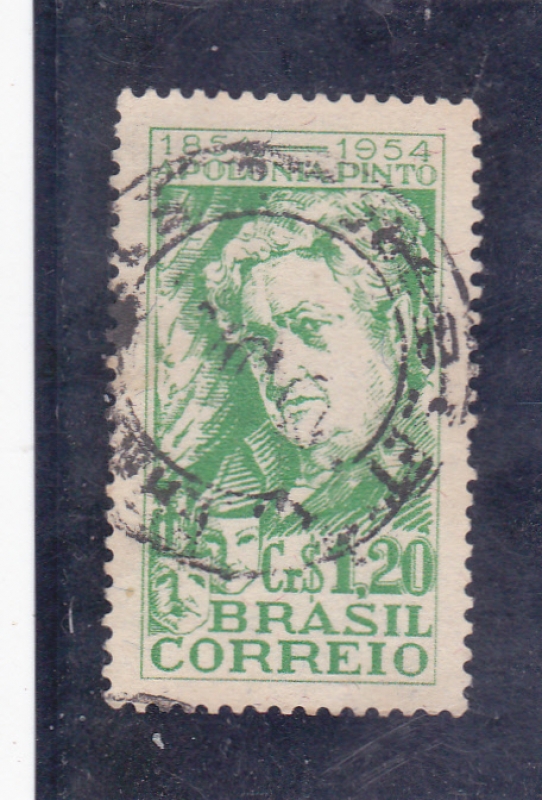 1854 1954
APOLONIA PINTO
Cr$1,20
BRASIL
CORREIO